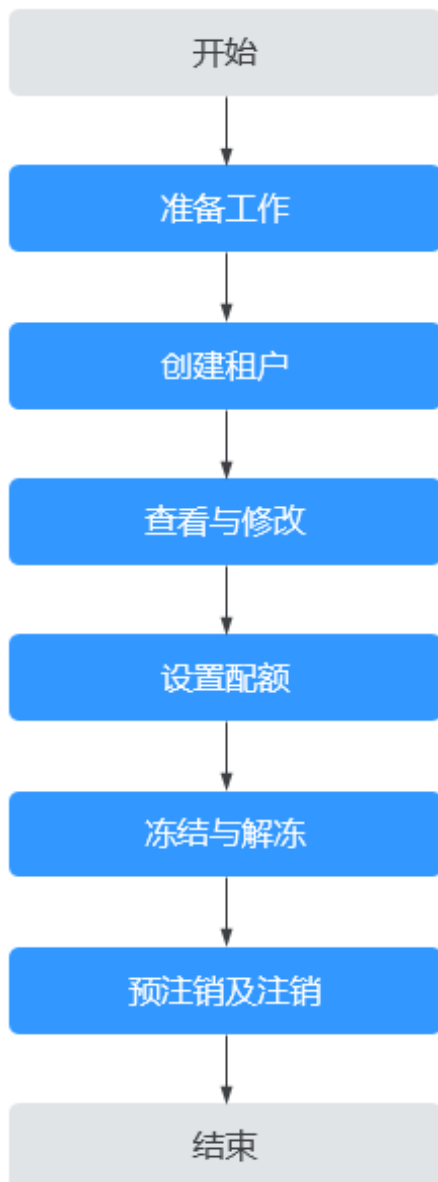 开始
准备工作
创建租户
查看与修改
设置配额
冻结与解冻
预注销及注销
结束